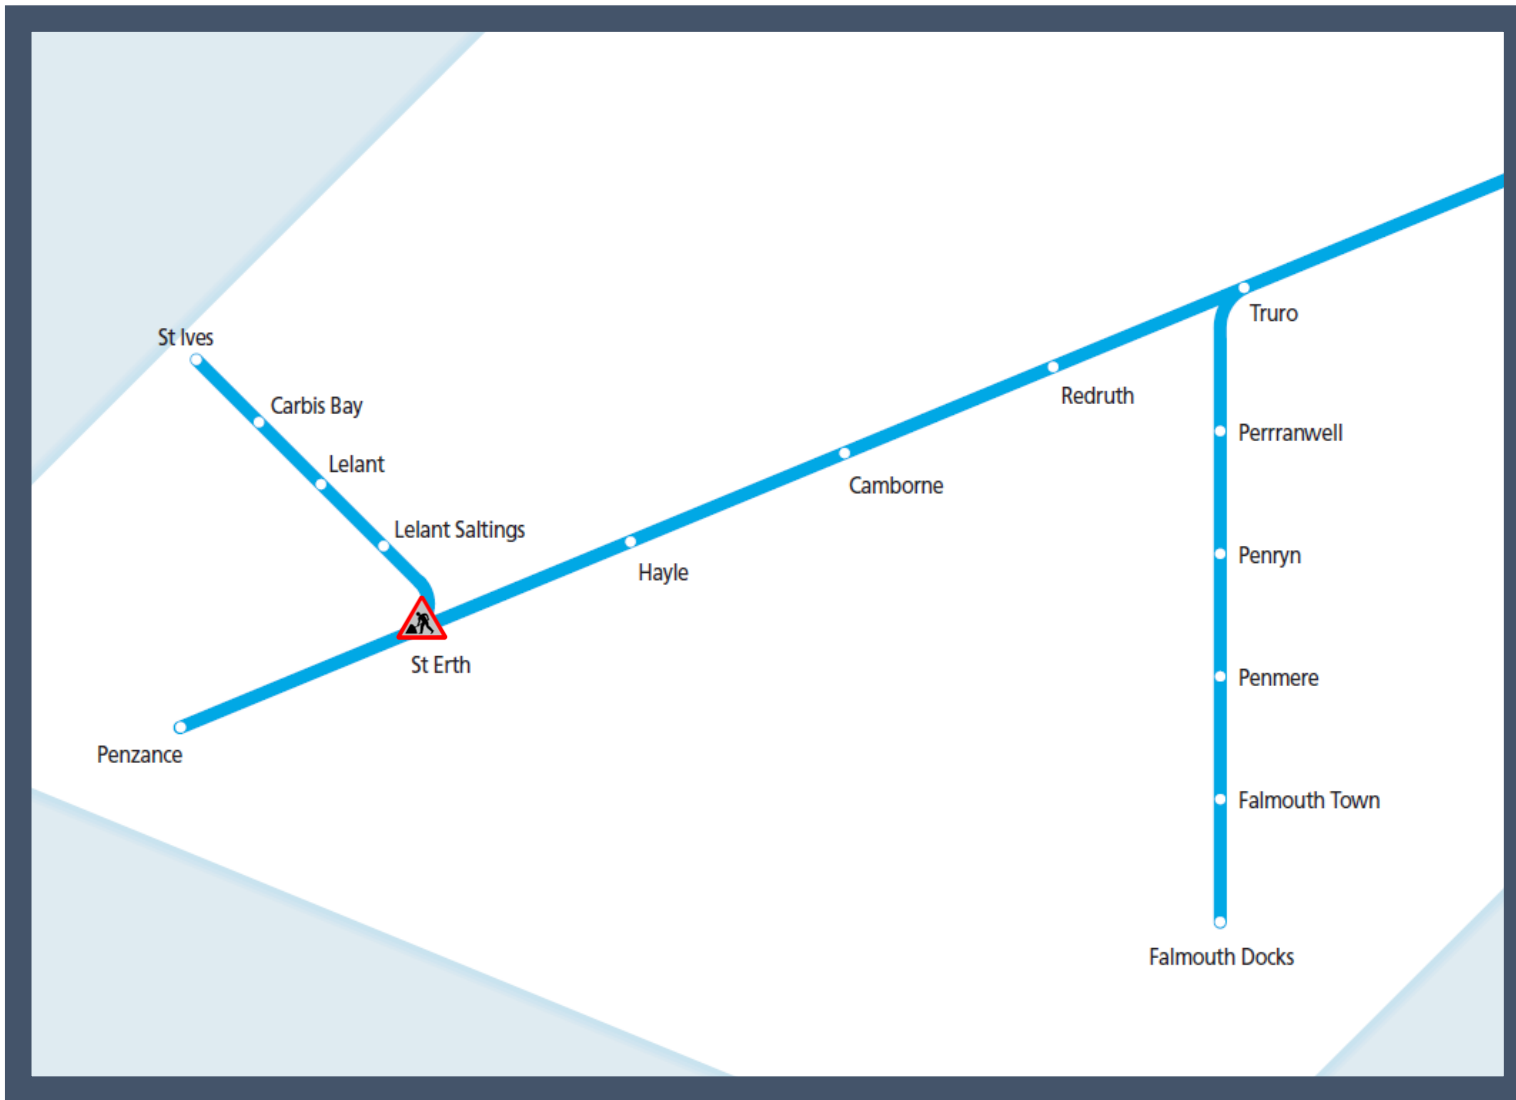 St Ives
Carbis Bay
Lelant
Lelant Saltings
St Erth
Penzance
Hayle
Camborne
Redruth
Truro
Perrranwell
Penryn
Penmere
Falmouth Town
Falmouth Docks